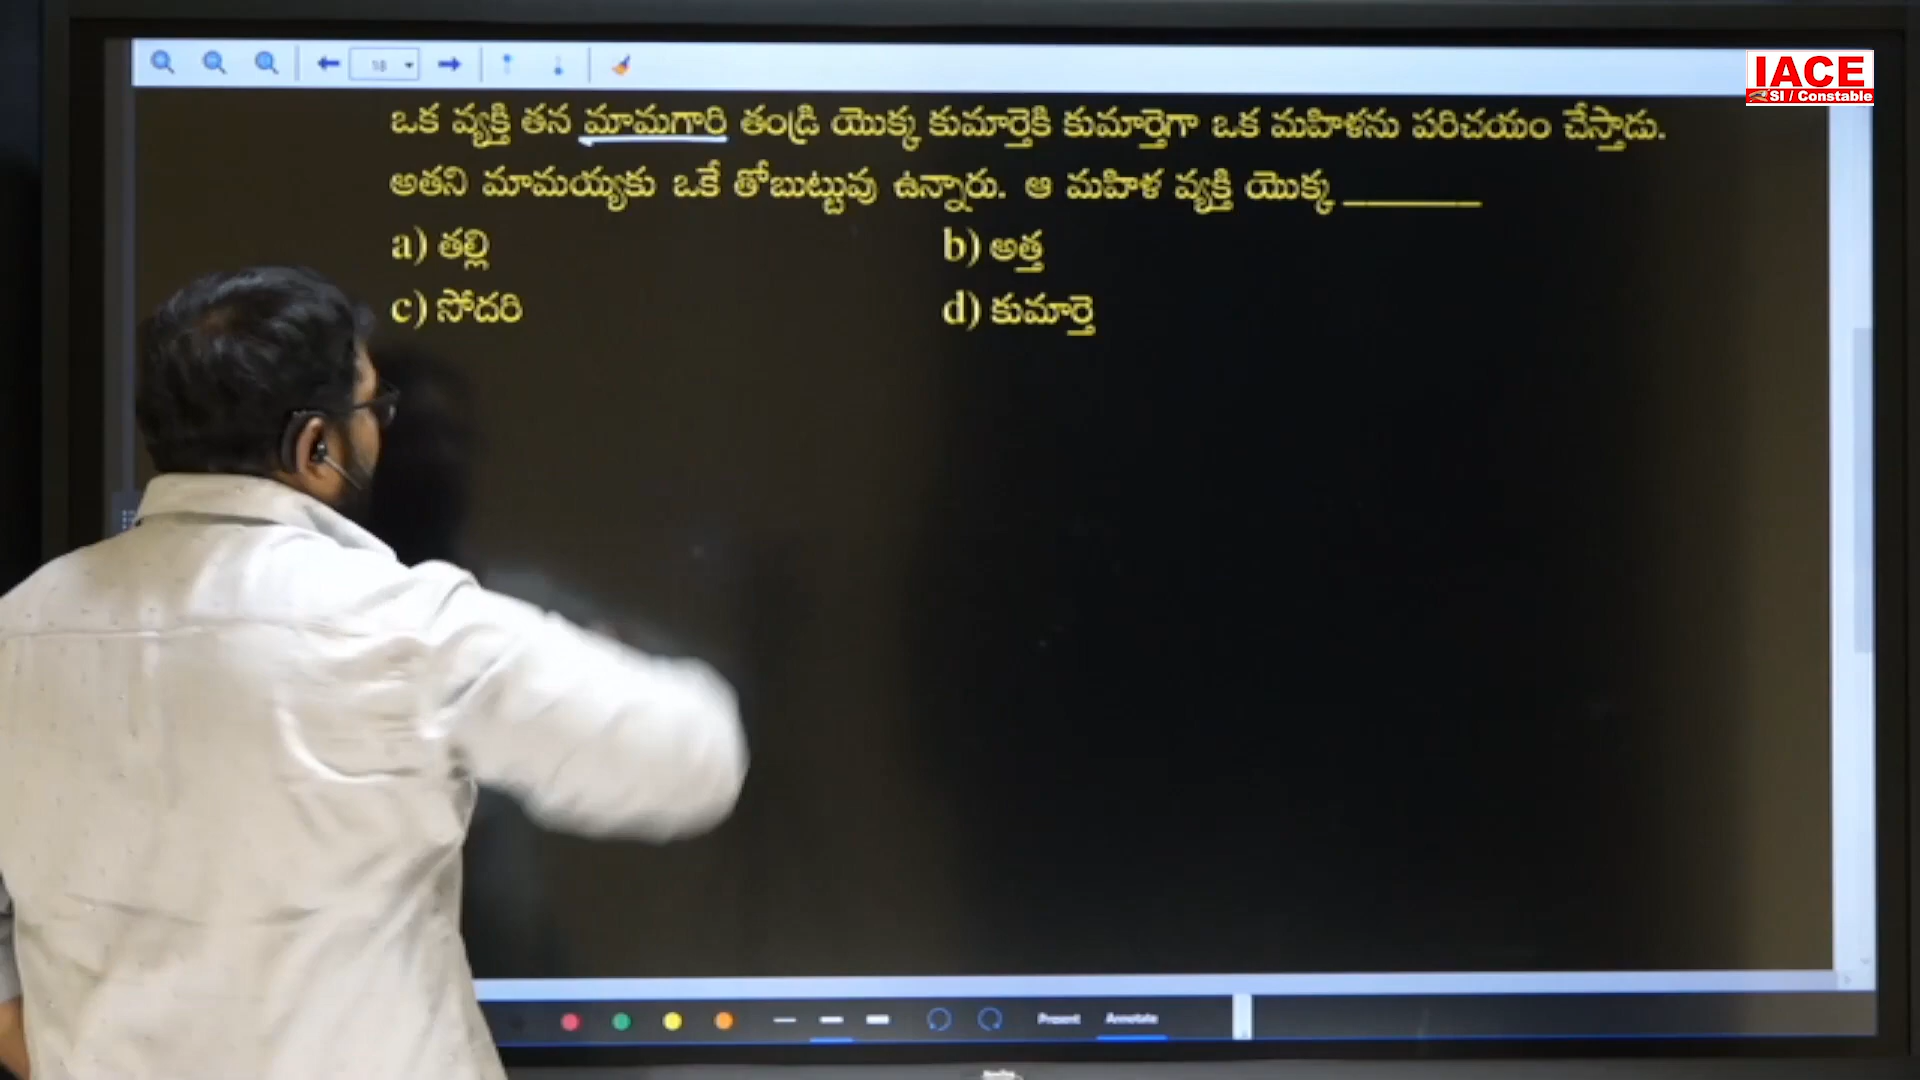 IACE
SI / Constable
18
ఒక వ్యక్తి తన మామగారి తండ్రి యొక్క కుమార్తెకి కుమార్తెగా ఒక మహిళను పరిచయం చేస్తాడు.
అతని మామయ్యకు ఒకే తోబుట్టువు ఉన్నారు. ఆ మహిళ వ్యక్తి యొక్క ______
a) తల్లి
b) అత్త
c) సోదరి
d) కుమార్తె
Present Annotate